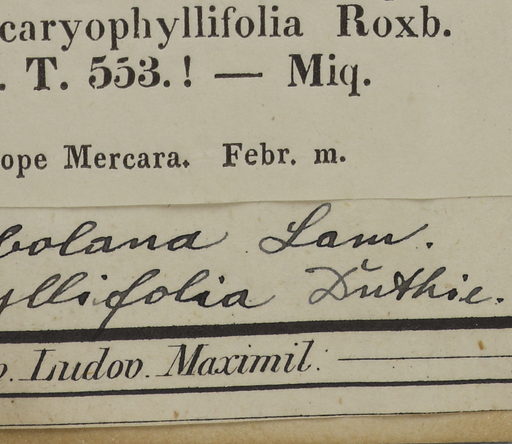 caryophyllifolia Roxb.
. T. 553.! — Miq.
ope Mercara. Febr. m.
bolana Lam.
yllifolia Duthie.
o. Ludov. Maximil: